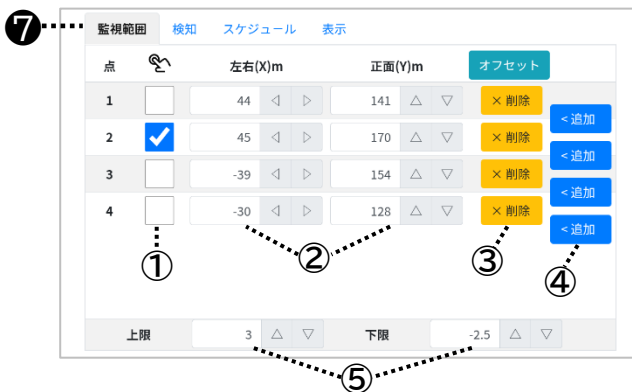 ❼ 監視範囲 検知 スケジュール 表示
点 左右(X)m 正面(Y)m オフセット
1 44 ◁ ▷ 141 △ ▽ × 削除
< 追加
2 45 ◁ ▷ 170 △ ▽ × 削除
< 追加
3 -39 ◁ ▷ 154 △ ▽ × 削除
< 追加
4 -30 ◁ ▷ 128 △ ▽ × 削除
< 追加
① ② ③ ④
上限 3 △ ▽ 下限 -2.5 △ ▽
⑤